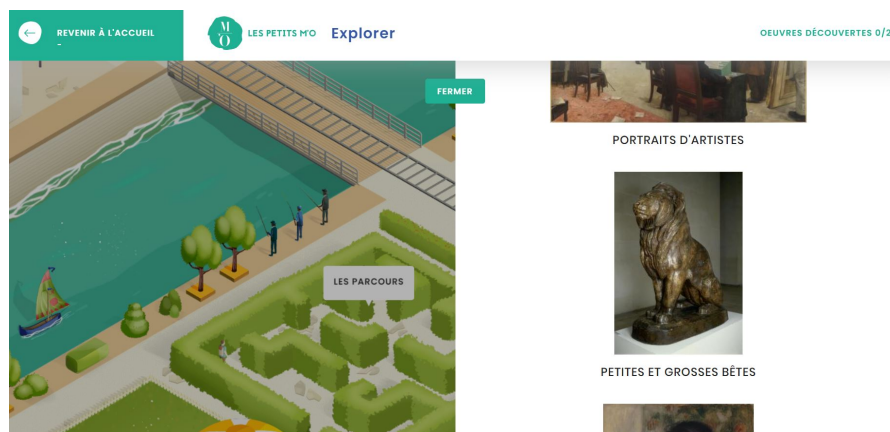 REVENIR À L'ACCUEIL
-
M
Ô
LES PETITS M'O
Explorer
OEUVRES DÉCOUVERTES 0/2
FERMER
PORTRAITS D'ARTISTES
LES PARCOURS
PETITES ET GROSSES BÊTES